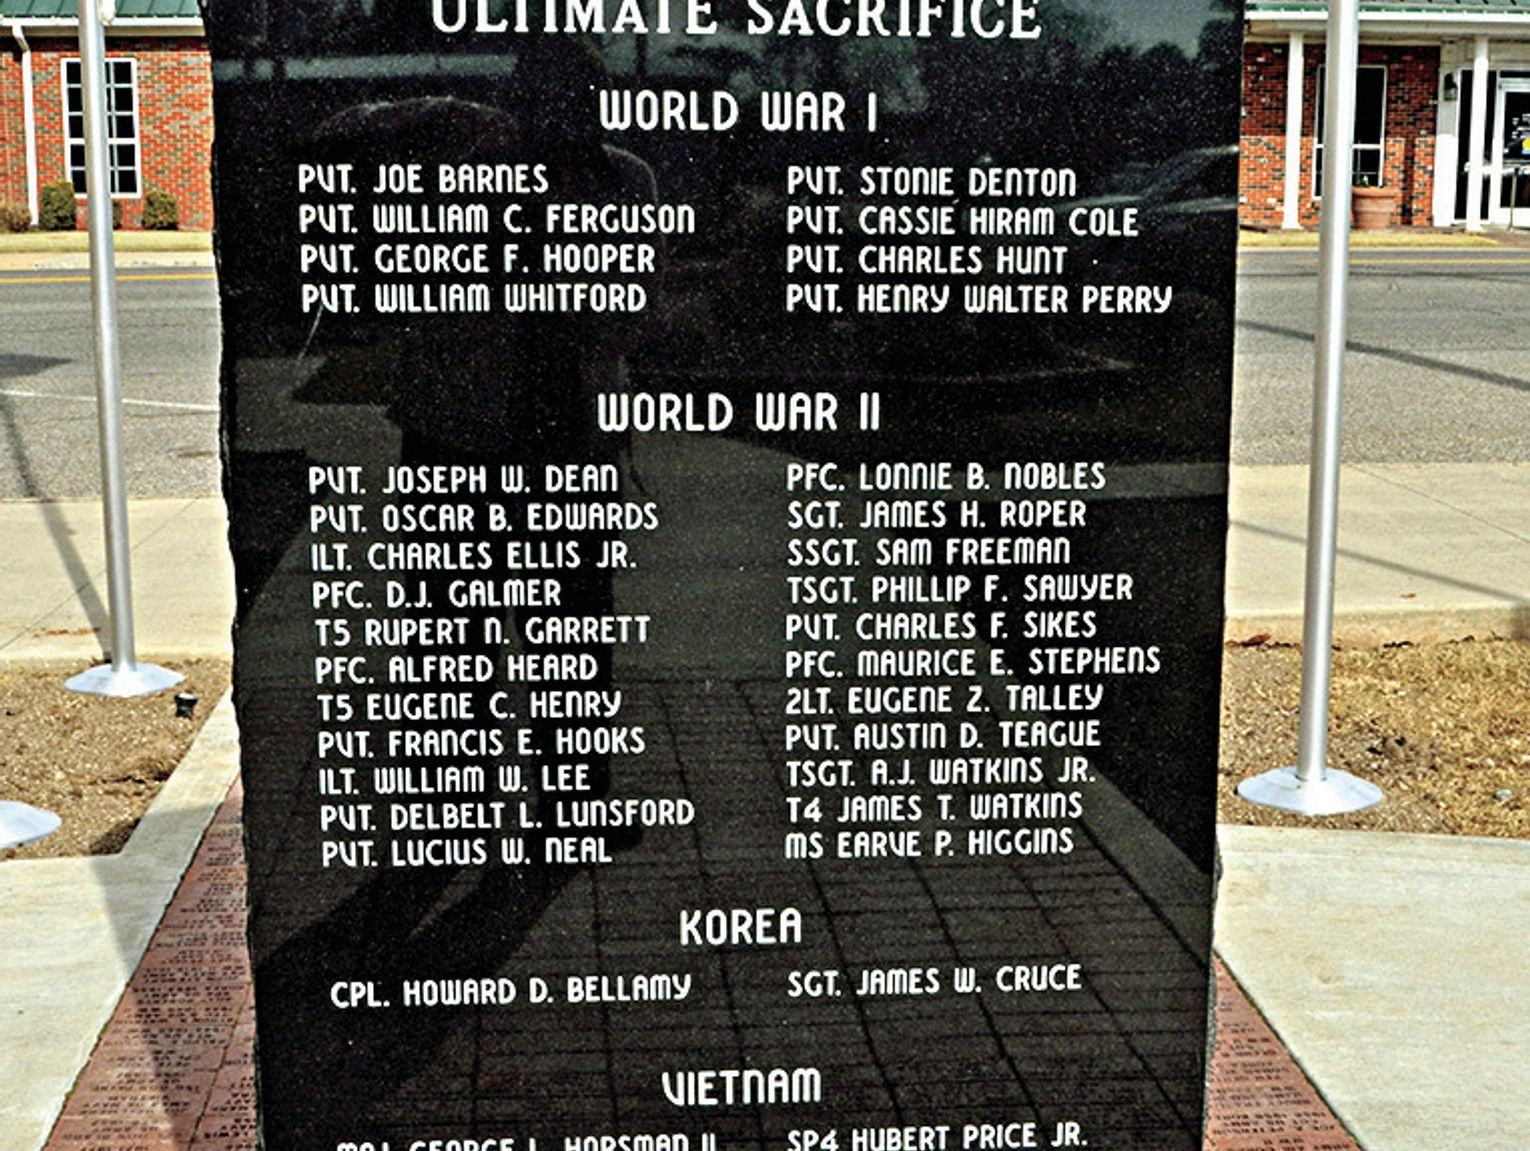 ULTIMATE SACRIFICE
WORLD WAR I
PVT. JOE BARNES
PVT. WILLIAM C. FERGUSON
PVT. GEORGE F. HOOPER
PVT. WILLIAM WHITFORD
PVT. STONIE DENTON
PVT. CASSIE HIRAM COLE
PVT. CHARLES HUNT
PVT. HENRY WALTER PERRY
WORLD WAR II
PVT. JOSEPH W. DEAN
PVT. OSCAR B. EDWARDS
1LT. CHARLES ELLIS JR.
PFC. D.J. GALMER
T5 RUPERT N. GARRETT
PFC. ALFRED HEARD
T5 EUGENE C. HENRY
PVT. FRANCIS E. HOOKS
1LT. WILLIAM W. LEE
PVT. DELBELT L. LUNSFORD
PVT. LUCIUS W. NEAL
PFC. LONNIE B. NOBLES
SGT. JAMES H. ROPER
SSGT. SAM FREEMAN
TSGT. PHILLIP F. SAWYER
PVT. CHARLES F. SIKES
PFC. MAURICE E. STEPHENS
2LT. EUGENE Z. TALLEY
PVT. AUSTIN D. TEAGUE
TSGT. A.J. WATKINS JR.
T4 JAMES T. WATKINS
MS EARVE P. HIGGINS
KOREA
CPL. HOWARD D. BELLAMY
SGT. JAMES W. CRUCE
VIETNAM
MAJ. GEORGE L. HORSMAN II
SP4 HUBERT PRICE JR.